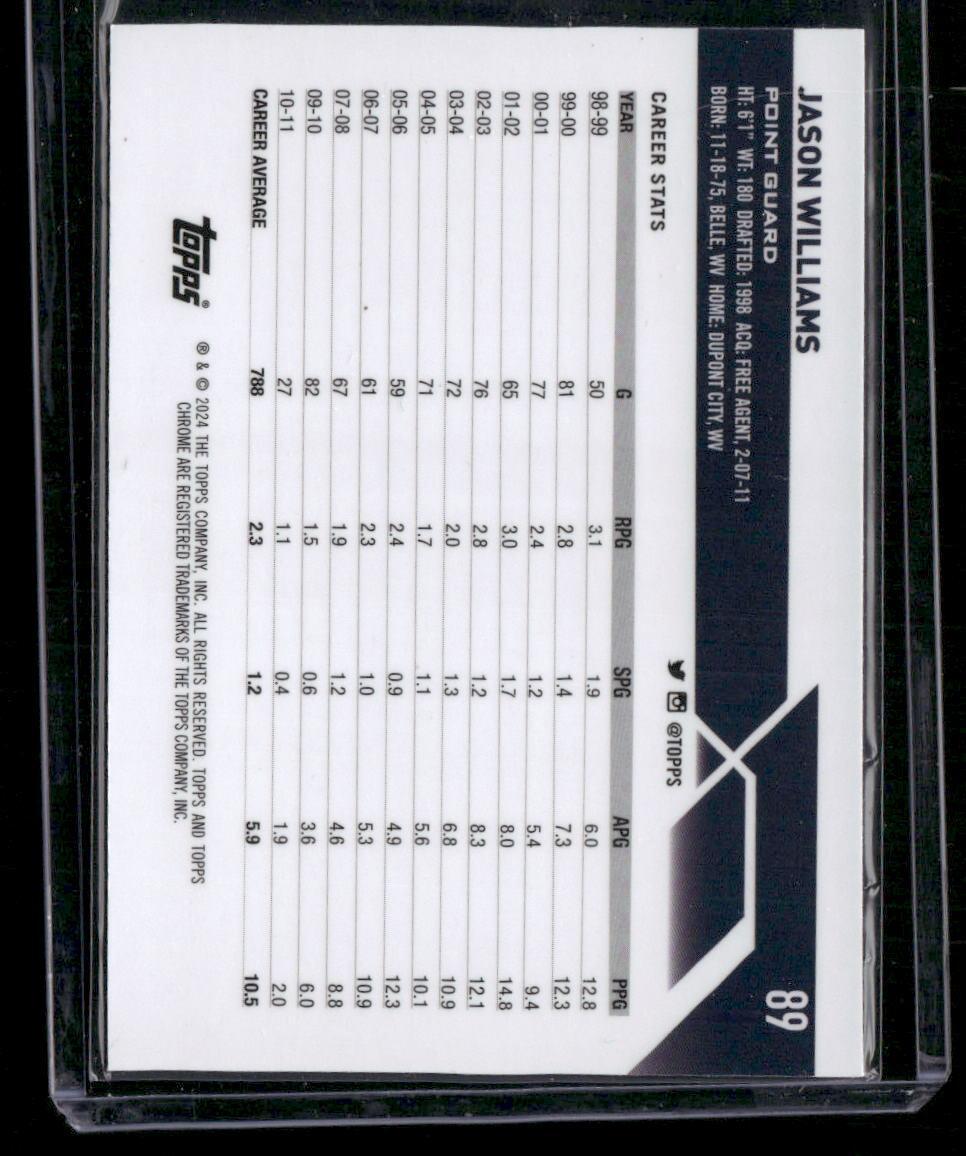 JASON WILLIAMS
89
POINT GUARD
HT: 6'1" WT: 180 DRAFTED: 1998 ACQ: FREE AGENT, 2-07-11
BORN: 11-18-75, BELLE, WV HOME: DUPONT CITY, WV
@TOPPS
CAREER STATS
YEAR G RPG SPG APG PPG
98-99 50 3.1 1.9 6.0 12.8
99-00 81 2.8 1.4 7.3 12.3
00-01 77 2.4 1.2 5.4 9.4
01-02 65 3.0 1.7 8.0 14.8
02-03 76 2.8 1.2 8.3 12.1
03-04 72 2.0 1.3 6.8 10.9
04-05 71 1.7 1.1 5.6 10.1
05-06 59 2.4 0.9 4.9 12.3
06-07 61 2.3 1.0 5.3 10.9
07-08 67 1.9 1.2 4.6 8.8
09-10 82 1.5 0.6 3.6 6.0
10-11 27 1.1 0.4 1.9 2.0
CAREER AVERAGE 788 2.3 1.2 5.9 10.5
topps®
® & © 2024 THE TOPPS COMPANY, INC. ALL RIGHTS RESERVED. TOPPS AND TOPPS
CHROME ARE REGISTERED TRADEMARKS OF THE TOPPS COMPANY, INC.